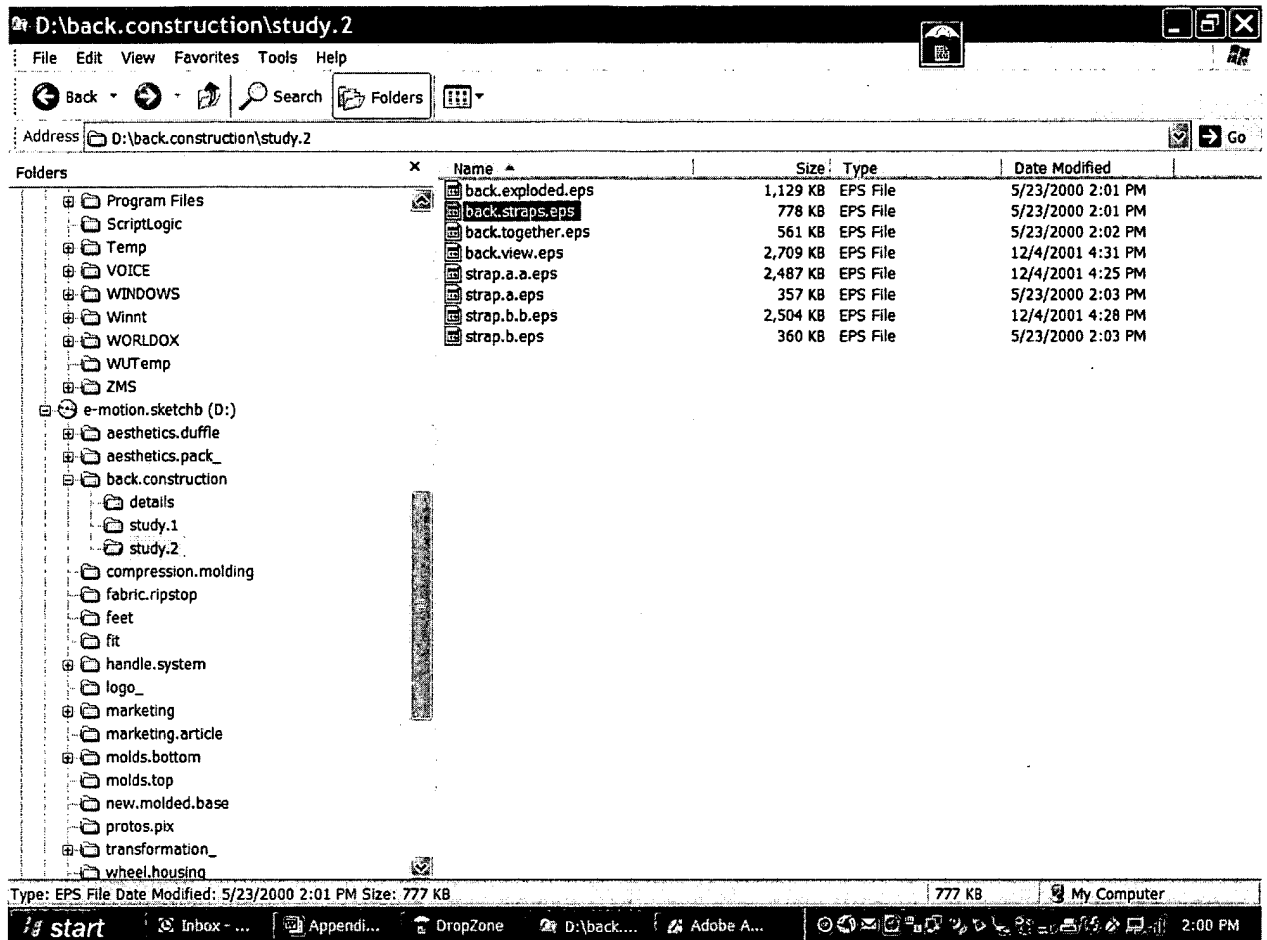 D:\back.construction\study.2
File Edit View Favorites Tools Help
Back Search Folders
Address D:\back.construction\study.2 Go
Folders x
Program Files
ScriptLogic
Temp
VOICE
WINDOWS
Winnt
WORLDOX
WUTemp
ZMS
e-motion.sketchb (D:)
aesthetics.duffle
aesthetics.pack_
back.construction
details
study.1
study.2
compression.molding
fabric.ripstop
feet
fit
handle.system
logo_
marketing
marketing.article
molds.bottom
molds.top
new.molded.base
protos.pix
transformation_
wheel.housing
Name Size Type Date Modified
back.exploded.eps 1,129 KB EPS File 5/23/2000 2:01 PM
back.straps.eps 778 KB EPS File 5/23/2000 2:01 PM
back.together.eps 561 KB EPS File 5/23/2000 2:02 PM
back.view.eps 2,709 KB EPS File 12/4/2001 4:31 PM
strap.a.a.eps 2,487 KB EPS File 12/4/2001 4:25 PM
strap.a.eps 357 KB EPS File 5/23/2000 2:03 PM
strap.b.b.eps 2,504 KB EPS File 12/4/2001 4:28 PM
strap.b.eps 360 KB EPS File 5/23/2000 2:03 PM
Type: EPS File Date Modified: 5/23/2000 2:01 PM Size: 777 KB 777 KB My Computer
start Inbox - ... Appendi... DropZone D:\back.... Adobe A... 2:00 PM